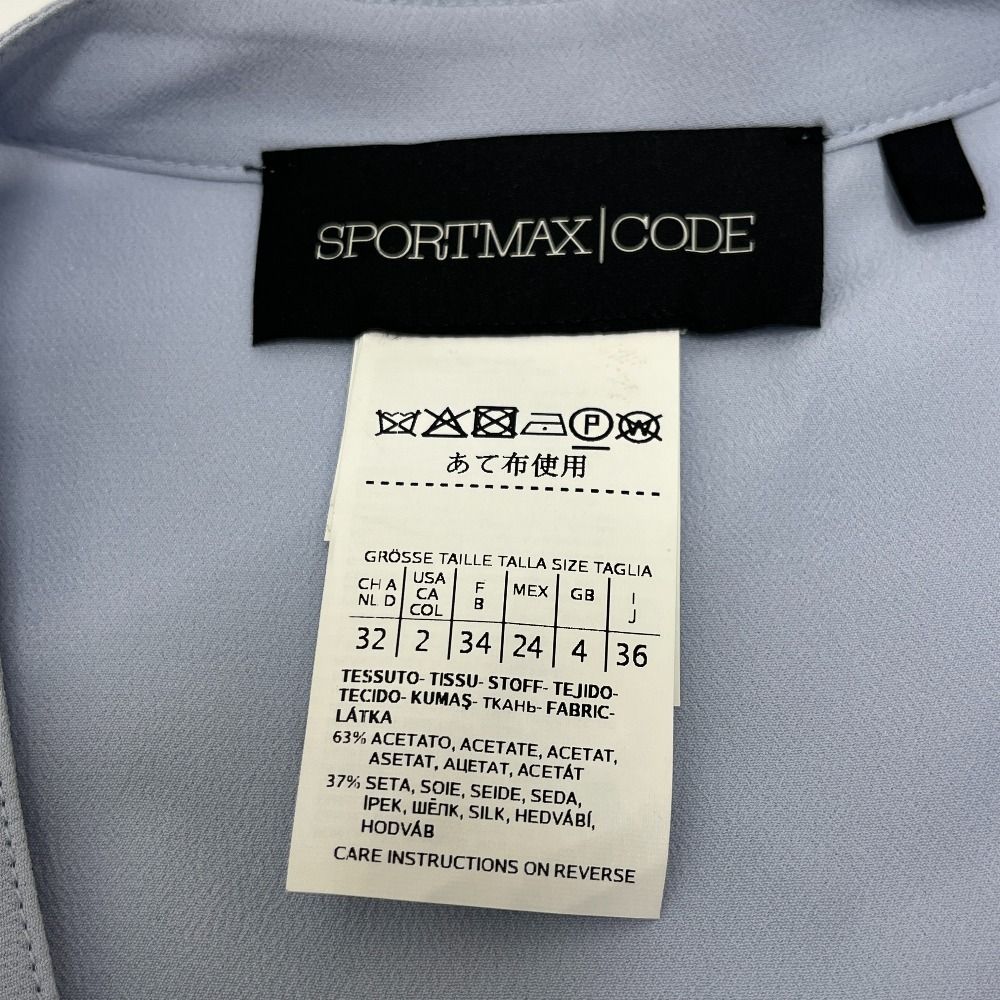 SPORTMAX|CODE
P W
あて布使用
GRÖSSE TAILLE TALLA SIZE TAGLIA
CH A NL D USA CA COL F B MEX GB I J
32 2 34 24 4 36
TESSUTO- TISSU- STOFF- TEJIDO-
TECIDO- KUMAŞ- ТКАНЬ- FABRIC-
LÁTKA
63% ACETATO, ACETATE, ACETAT,
ASETAT, АЦЕТАТ, ACETÁT
37% SETA, SOIE, SEIDE, SEDA,
İPEK, ШЁЛК, SILK, HEDVÁBÍ,
HODVÁB
CARE INSTRUCTIONS ON REVERSE